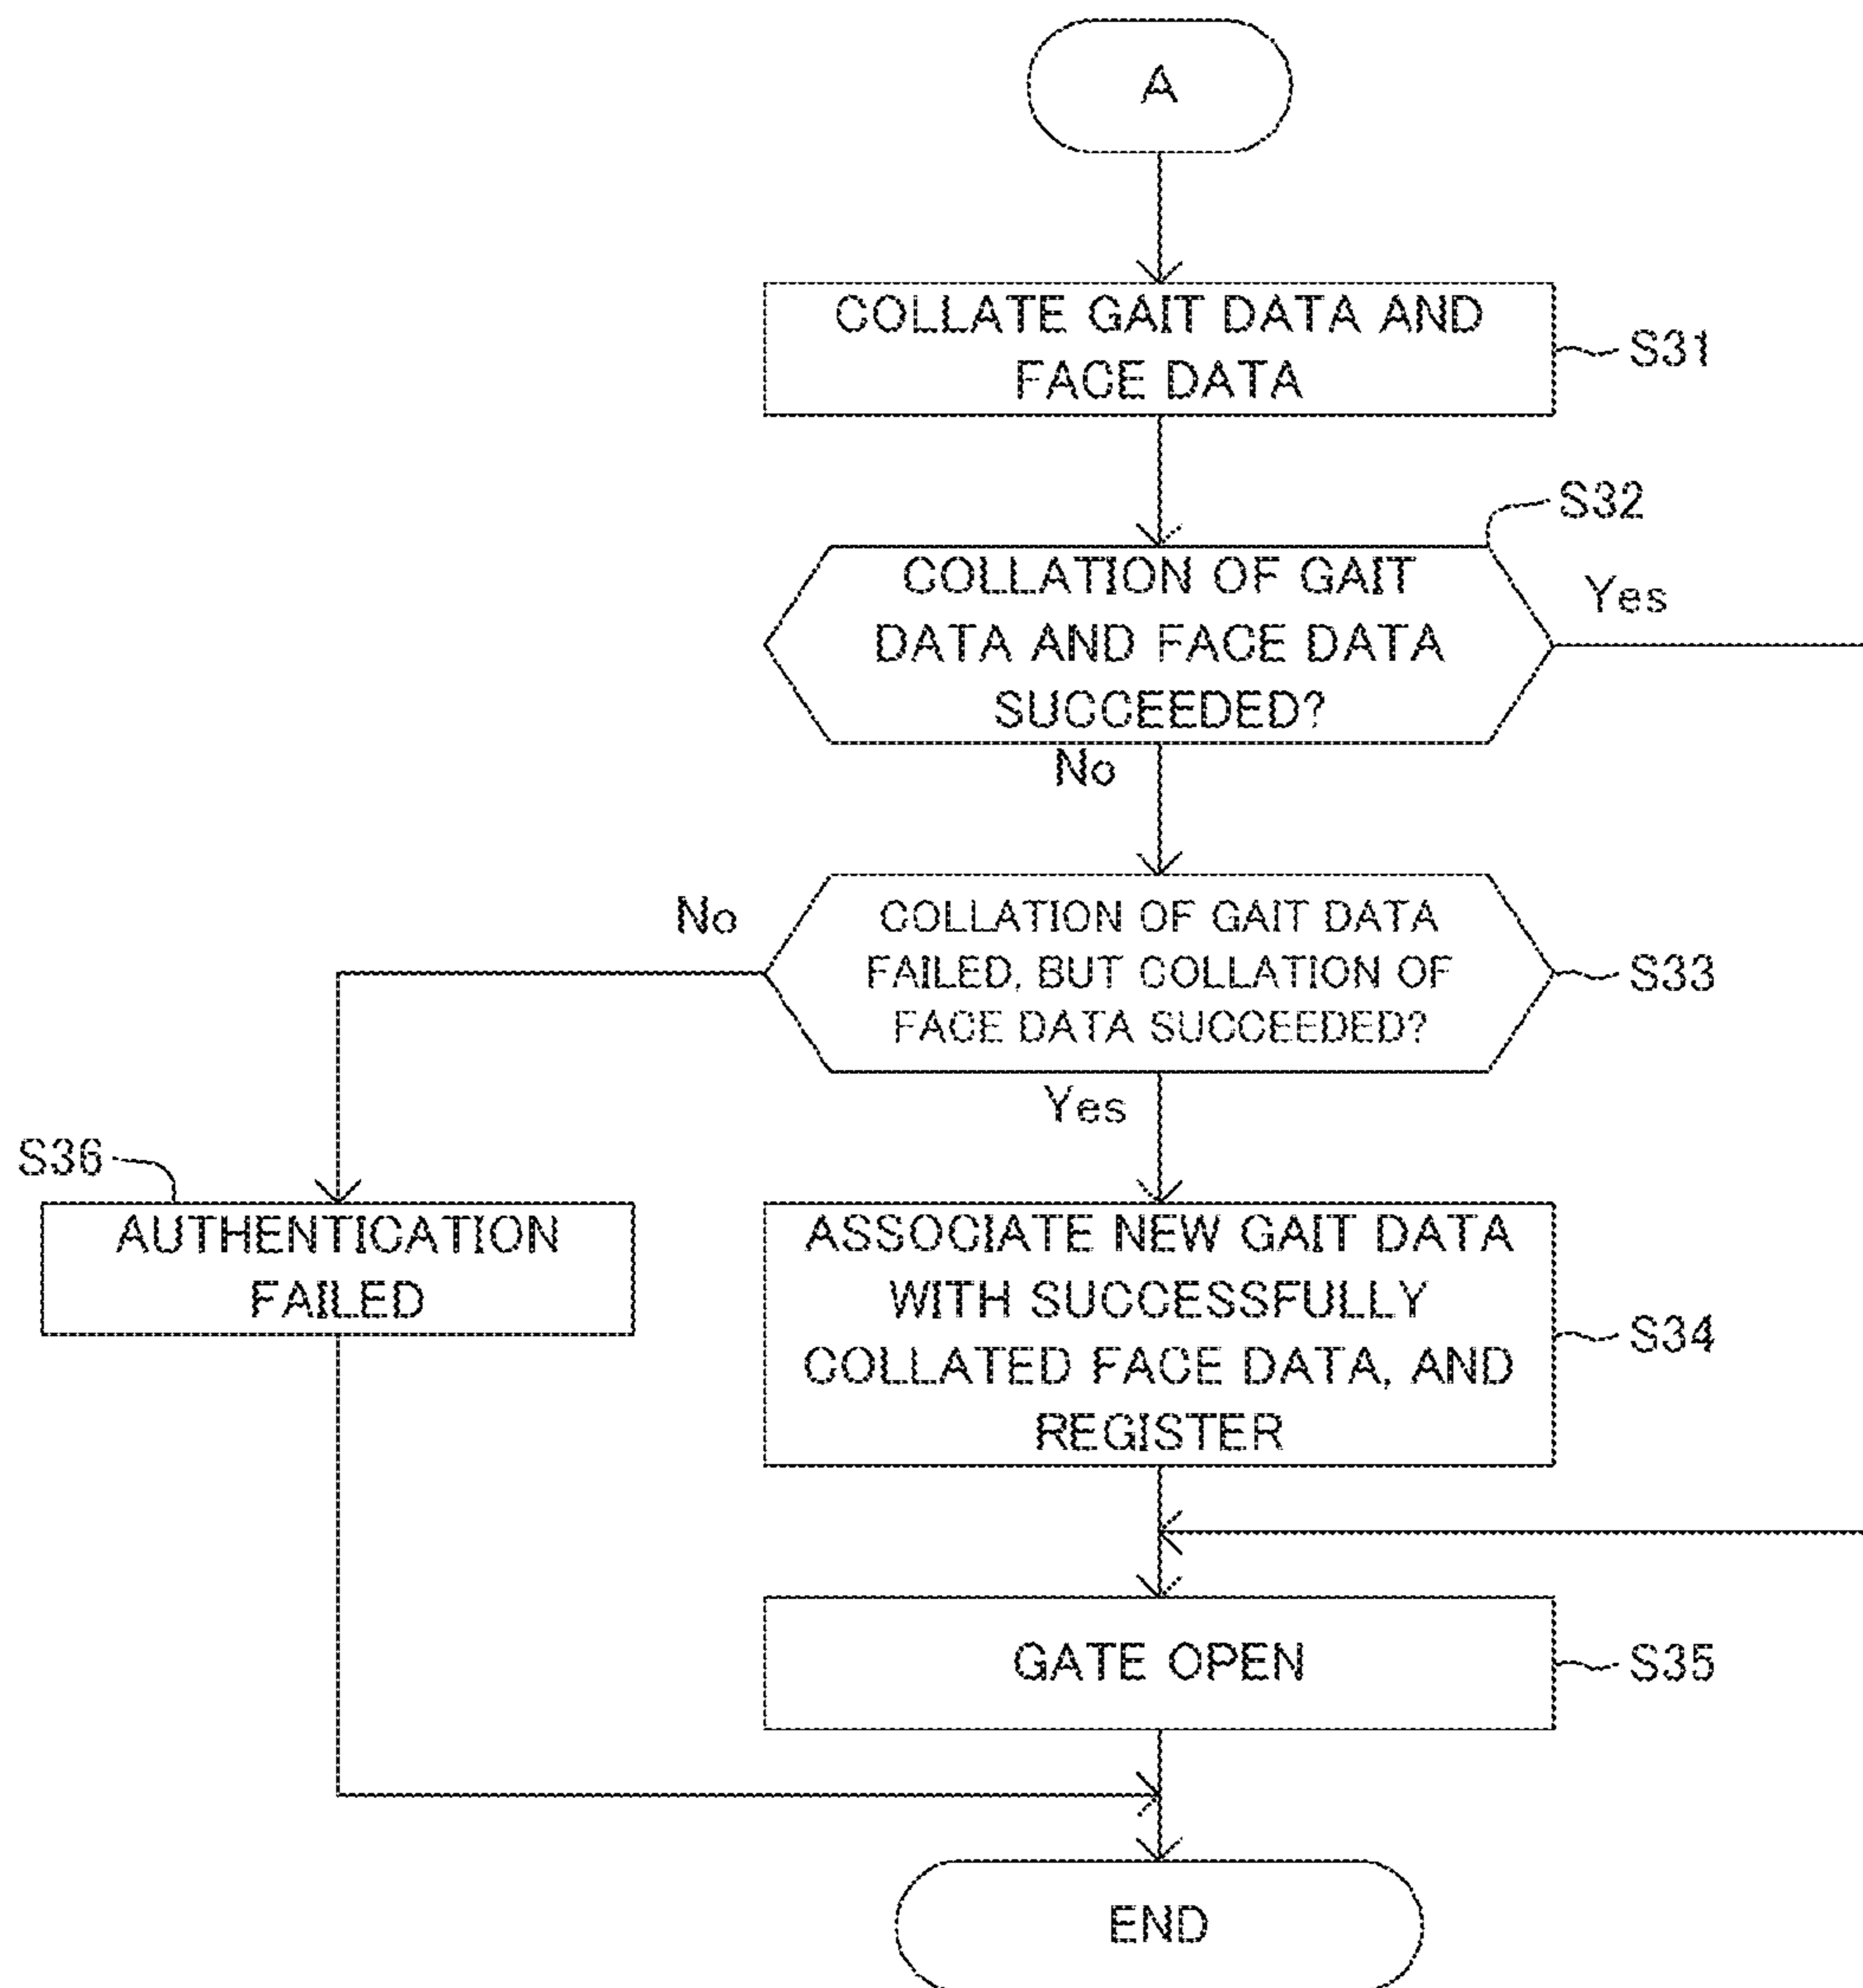 A
COLLATE GAIT DATA AND
FACE DATA
S31
S32
COLLATION OF GAIT
DATA AND FACE DATA
SUCCEEDED?
Yes
No
No
COLLATION OF GAIT DATA
FAILED, BUT COLLATION OF
FACE DATA SUCCEEDED?
S33
Yes
S36
AUTHENTICATION
FAILED
ASSOCIATE NEW GAIT DATA
WITH SUCCESSFULLY
COLLATED FACE DATA, AND
REGISTER
S34
GATE OPEN
S35
END